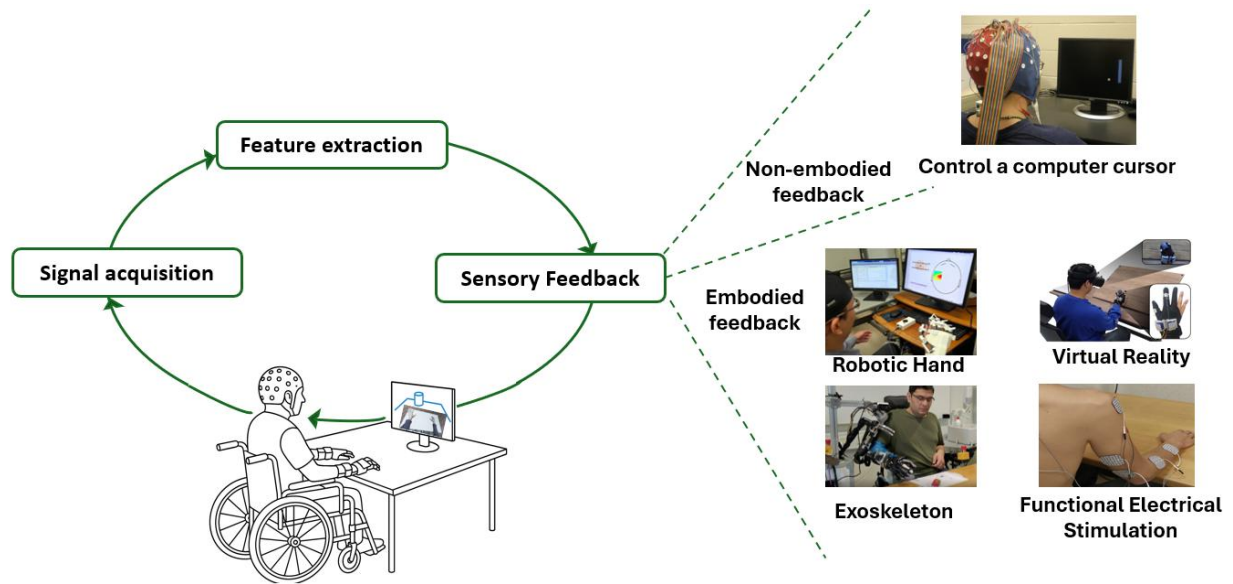 Feature extraction
Signal acquisition
Sensory Feedback
Non-embodied
feedback
Control a computer cursor
Embodied
feedback
Robotic Hand
Virtual Reality
Exoskeleton
Functional Electrical
Stimulation